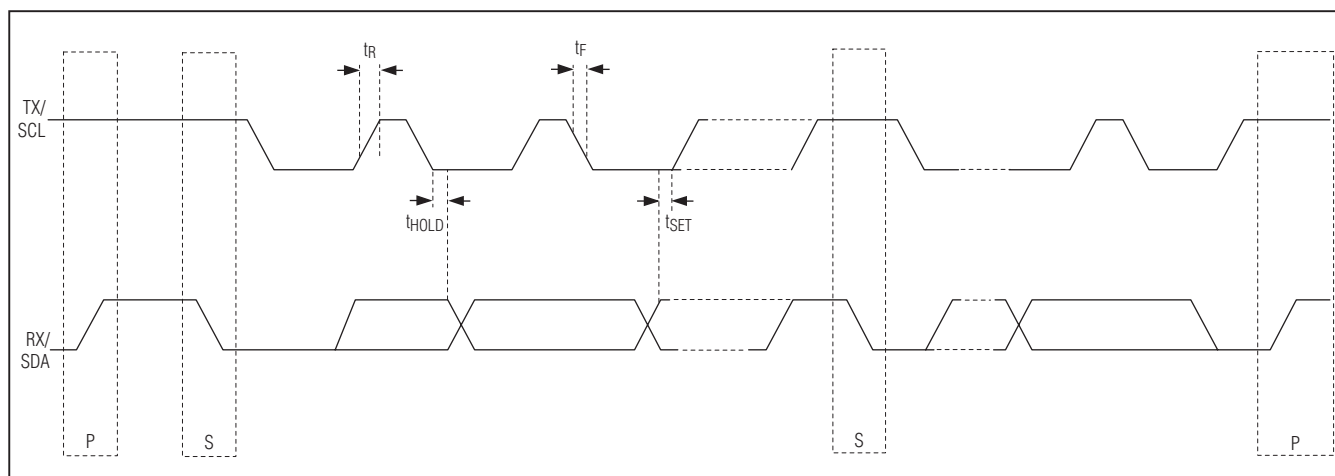 tR
tF
TX/
SCL
tHOLD
tSET
RX/
SDA
P
S
S
P